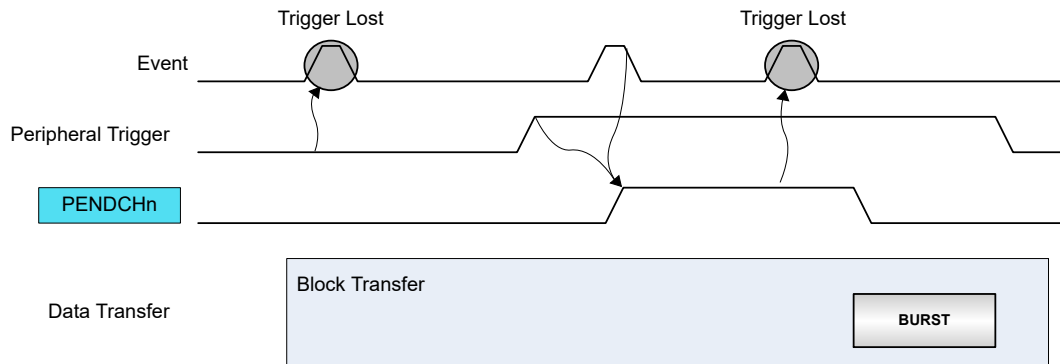 Trigger Lost
Trigger Lost
Event
Peripheral Trigger
PENDCHn
Block Transfer
Data Transfer
BURST